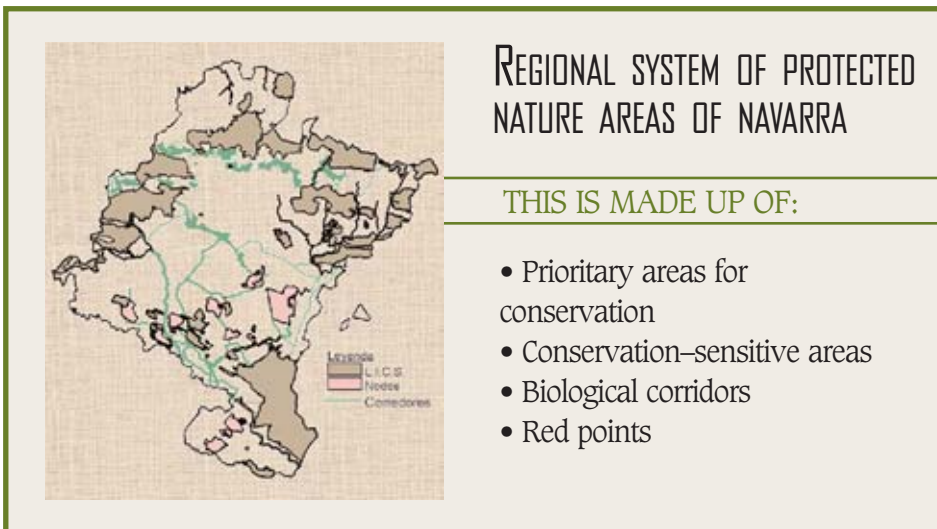 REGIONAL SYSTEM OF PROTECTED
NATURE AREAS OF NAVARRA
THIS IS MADE UP OF:
• Prioritary areas for
conservation
• Conservation–sensitive areas
• Biological corridors
• Red points
Leyenda
L.I.C.S
Nodos
Corredores